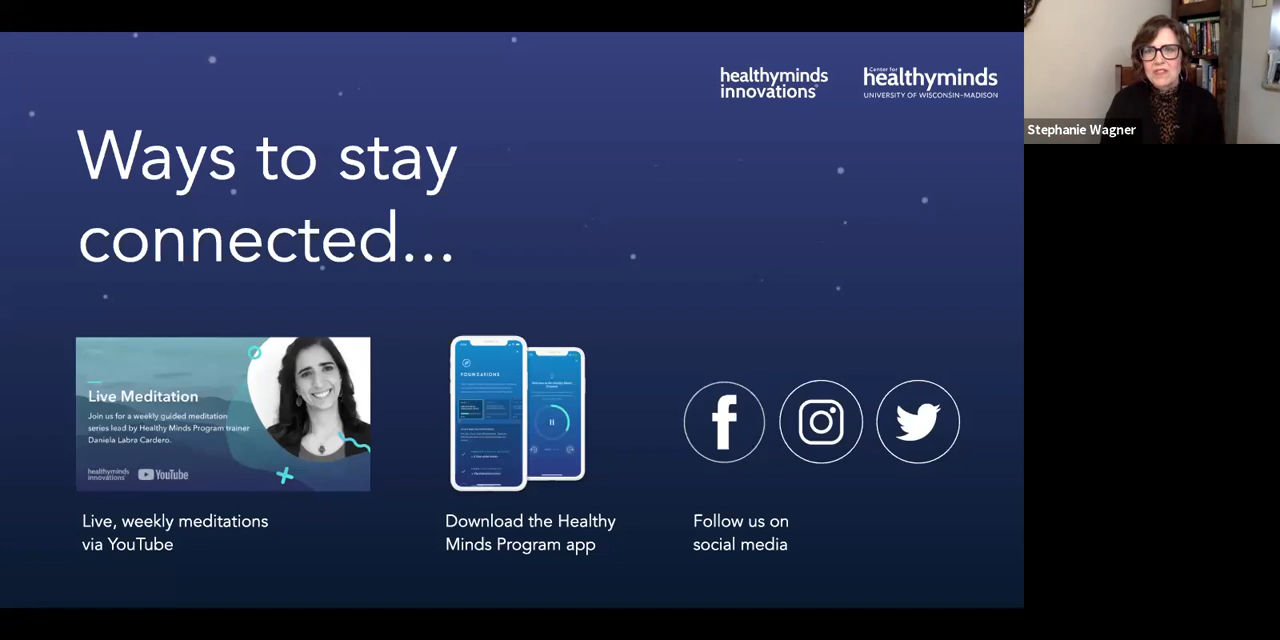 healthyminds
innovations
Center for
healthyminds
UNIVERSITY OF WISCONSIN–MADISON
Stephanie Wagner
Ways to stay
connected...
Live Meditation
Join us for a weekly guided meditation
series lead by Healthy Minds Program trainer
Daniela Labra Cardero.
healthyminds
innovations
YouTube
FOUNDATIONS
Live, weekly meditations
via YouTube
Download the Healthy
Minds Program app
Follow us on
social media